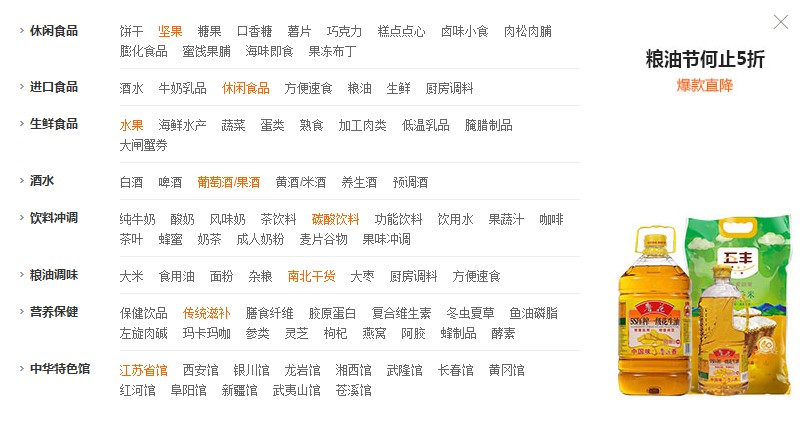 休闲食品 饼干 坚果 糖果 口香糖 薯片 巧克力 糕点点心 卤味小食 肉松肉脯
膨化食品 蜜饯果脯 海味即食 果冻布丁
进口食品 酒水 牛奶乳品 休闲食品 方便速食 粮油 生鲜 厨房调料
生鲜食品 水果 海鲜水产 蔬菜 蛋类 熟食 加工肉类 低温乳品 腌腊制品
大闸蟹券
酒水 白酒 啤酒 葡萄酒/果酒 黄酒/米酒 养生酒 预调酒
饮料冲调 纯牛奶 酸奶 风味奶 茶饮料 碳酸饮料 功能饮料 饮用水 果蔬汁 咖啡
茶叶 蜂蜜 奶茶 成人奶粉 麦片谷物 果味冲调
粮油调味 大米 食用油 面粉 杂粮 南北干货 大枣 厨房调料 方便速食
营养保健 保健饮品 传统滋补 膳食纤维 胶原蛋白 复合维生素 冬虫夏草 鱼油磷脂
左旋肉碱 玛卡玛咖 参类 灵芝 枸杞 燕窝 阿胶 蜂制品 酵素
中华特色馆 江苏省馆 西安馆 银川馆 龙岩馆 湘西馆 武隆馆 长春馆 黄冈馆
红河馆 阜阳馆 新疆馆 武夷山馆 苍溪馆
粮油节何止5折
爆款直降
五丰
鲁花
5S压榨一级花生油
中国味